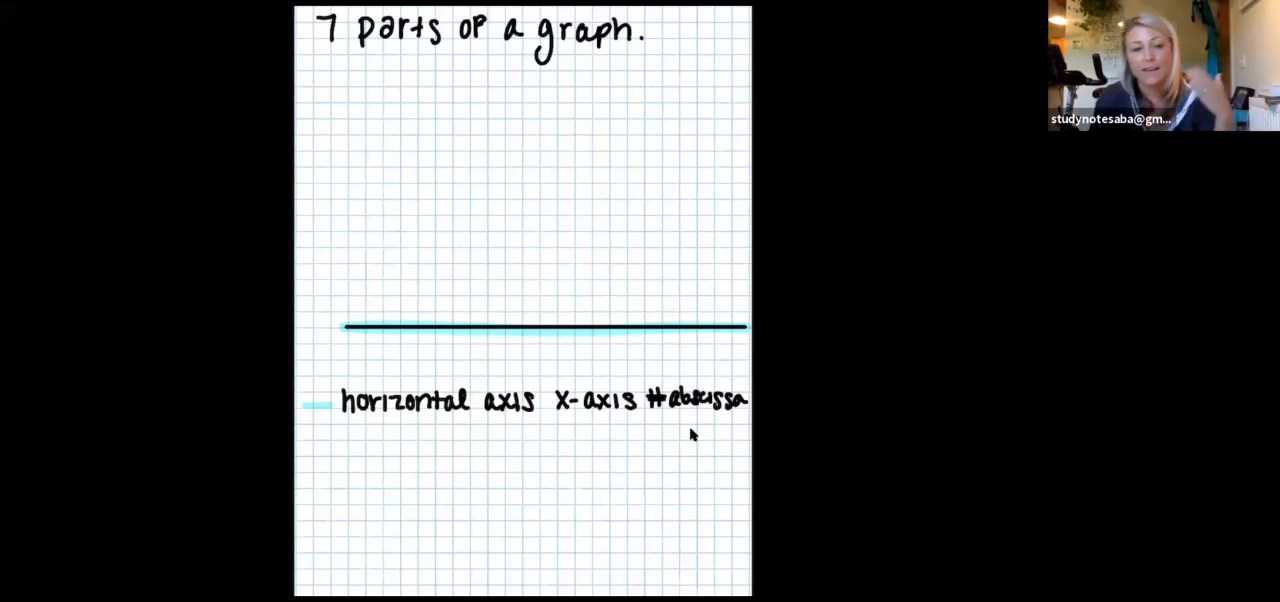 7 parts of a graph.
studynotesaba@gm...
horizontal axis x-axis #abscissa